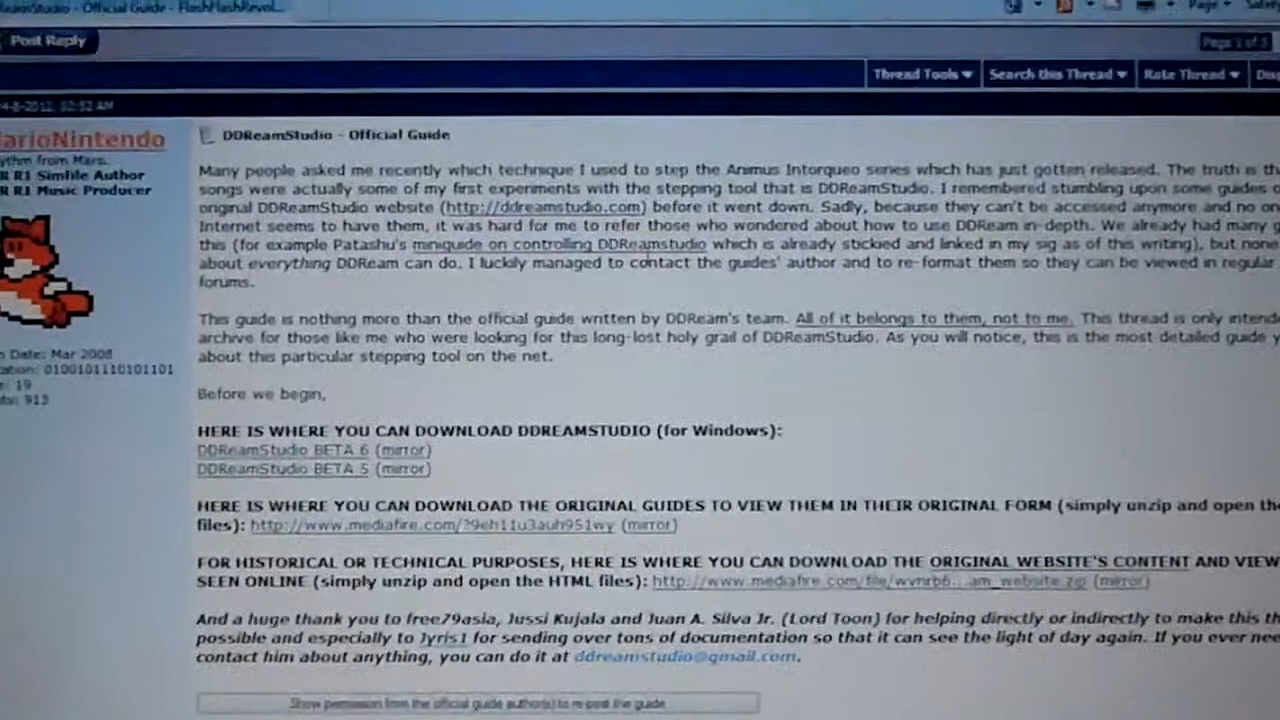 DDReamStudio - Official Guide - FlashFlashRevol...
Page Safety
Post Reply
Page 1 of 5
Thread Tools Search this Thread Rate Thread Dis
4-8-2012, 02:52 AM
arioNintendo
ythm from Mars.
R R1 Simfile Author
R R1 Music Producer
n Date: Mar 2008
ation: 0100101110101101
e: 19
sts: 913
DDReamStudio - Official Guide
Many people asked me recently which technique I used to step the Animus Intorqueo series which has just gotten released. The truth is th
songs were actually some of my first experiments with the stepping tool that is DDReamStudio. I remembered stumbling upon some guides o
original DDReamStudio website (http://ddreamstudio.com) before it went down. Sadly, because they can't be accessed anymore and no on
Internet seems to have them, it was hard for me to refer those who wondered about how to use DDReam in-depth. We already had many g
this (for example Patashu's miniguide on controlling DDReamstudio which is already stickied and linked in my sig as of this writing), but none
about everything DDReam can do. I luckily managed to contact the guides' author and to re-format them so they can be viewed in regular
forums.
This guide is nothing more than the official guide written by DDReam's team. All of it belongs to them, not to me. This thread is only intend
archive for those like me who were looking for this long-lost holy grail of DDReamStudio. As you will notice, this is the most detailed guide y
about this particular stepping tool on the net.
Before we begin,
HERE IS WHERE YOU CAN DOWNLOAD DDREAMSTUDIO (for Windows):
DDReamStudio BETA 6 (mirror)
DDReamStudio BETA 5 (mirror)
HERE IS WHERE YOU CAN DOWNLOAD THE ORIGINAL GUIDES TO VIEW THEM IN THEIR ORIGINAL FORM (simply unzip and open the
files): http://www.mediafire.com/?9eh11u3auh951wy (mirror)
FOR HISTORICAL OR TECHNICAL PURPOSES, HERE IS WHERE YOU CAN DOWNLOAD THE ORIGINAL WEBSITE'S CONTENT AND VIEW
SEEN ONLINE (simply unzip and open the HTML files): http://www.mediafire.com/file/wvnrb6...am_website.zip (mirror)
And a huge thank you to free79asia, Jussi Kujala and Juan A. Silva Jr. (Lord Toon) for helping directly or indirectly to make this th
possible and especially to Jyris1 for sending over tons of documentation so that it can see the light of day again. If you ever nee
contact him about anything, you can do it at ddreamstudio@gmail.com.
Show permission from the official guide author(s) to re-post the guide